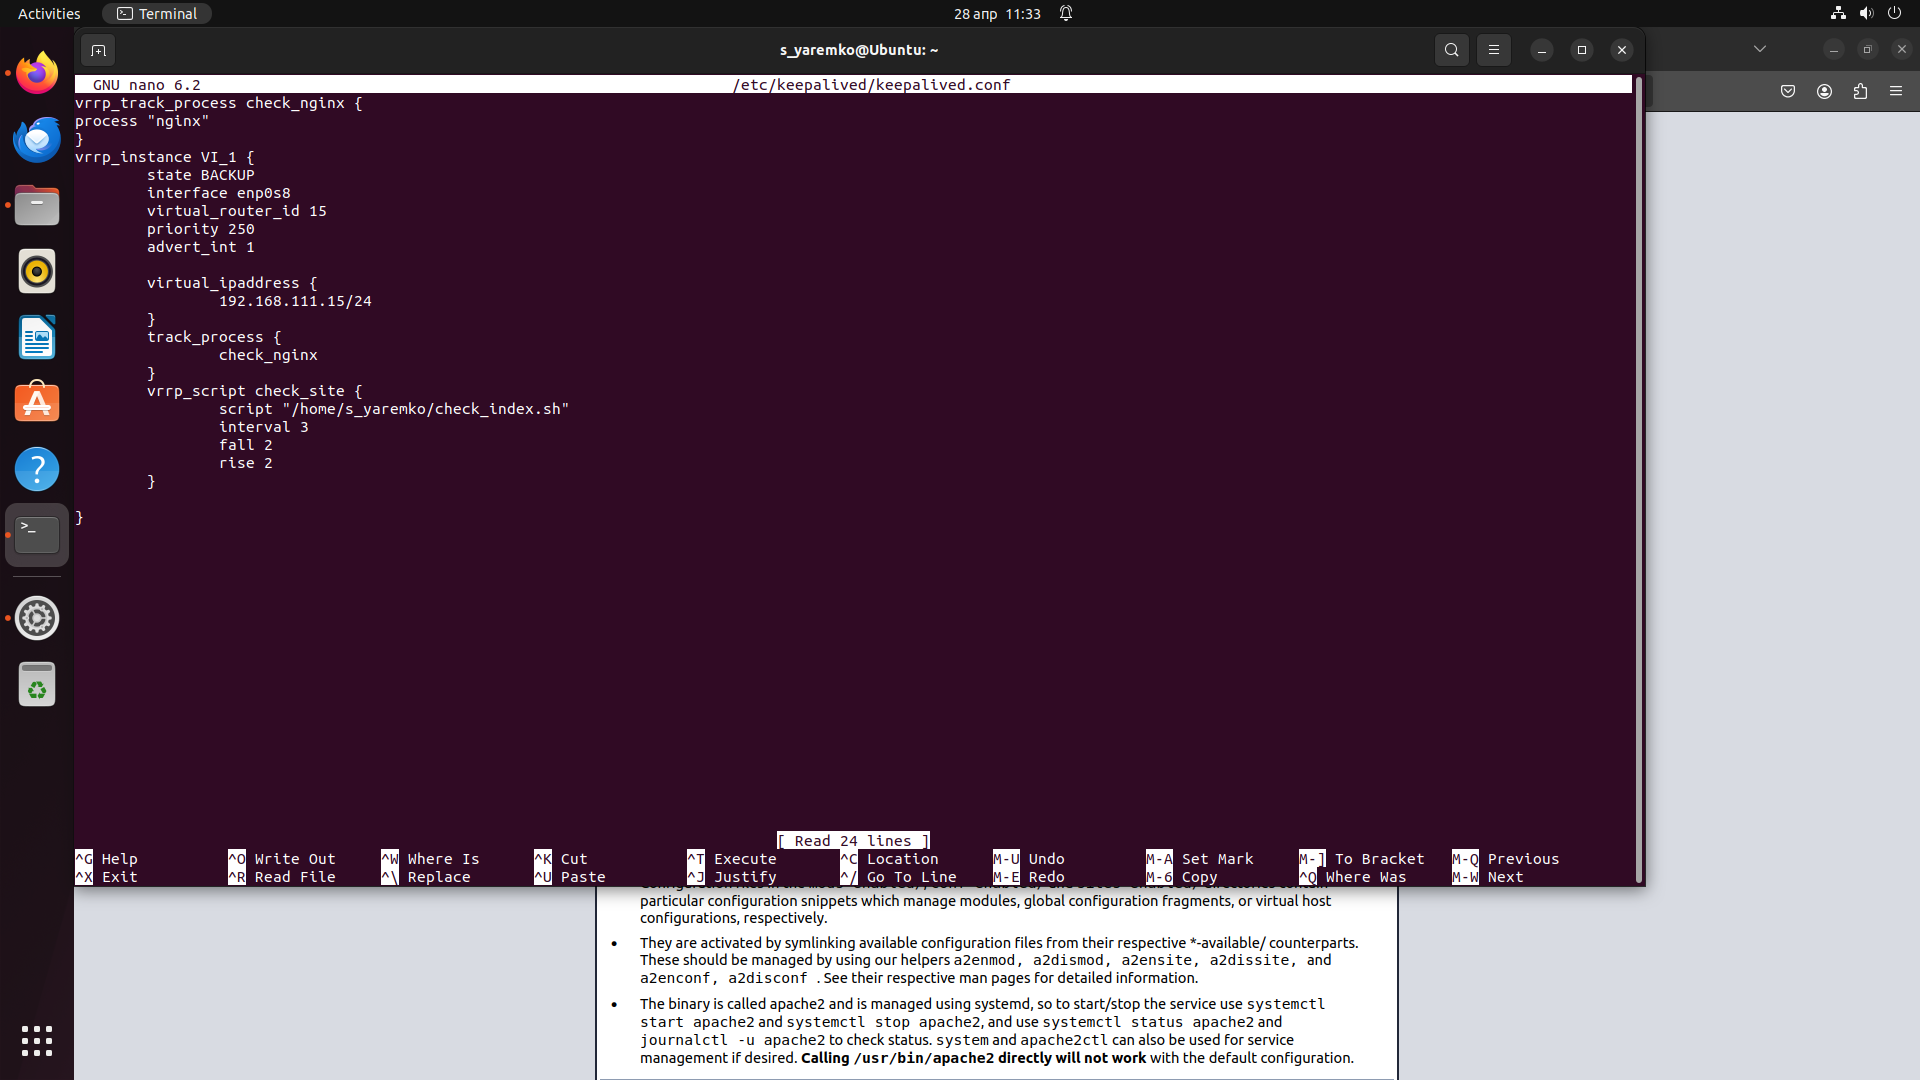 Activities
Terminal
28 апр 11:33
s_yaremko@Ubuntu: ~
GNU nano 6.2 /etc/keepalived/keepalived.conf
vrrp_track_process check_nginx {
process "nginx"
}
vrrp_instance VI_1 {
state BACKUP
interface enp0s8
virtual_router_id 15
priority 250
advert_int 1
virtual_ipaddress {
192.168.111.15/24
}
track_process {
check_nginx
}
vrrp_script check_site {
script "/home/s_yaremko/check_index.sh"
interval 3
fall 2
rise 2
}
}
[ Read 24 lines ]
^G Help ^O Write Out ^W Where Is ^K Cut ^T Execute ^C Location M-U Undo M-A Set Mark M-] To Bracket M-Q Previous
^X Exit ^R Read File ^\ Replace ^U Paste ^J Justify ^/ Go To Line M-E Redo M-6 Copy ^Q Where Was M-W Next
particular configuration snippets which manage modules, global configuration fragments, or virtual host
configurations, respectively.
• They are activated by symlinking available configuration files from their respective *-available/ counterparts.
These should be managed by using our helpers a2enmod, a2dismod, a2ensite, a2dissite, and
a2enconf, a2disconf . See their respective man pages for detailed information.
• The binary is called apache2 and is managed using systemd, so to start/stop the service use systemctl
start apache2 and systemctl stop apache2, and use systemctl status apache2 and
journalctl -u apache2 to check status. system and apache2ctl can also be used for service
management if desired. Calling /usr/bin/apache2 directly will not work with the default configuration.